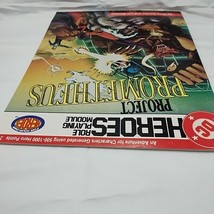 An Adventure for Characters Generated using 500-1000 Hero Points
DC
HEROES
ROLE
PLAYING
MODULE
PROJECT
PROMETHEUS